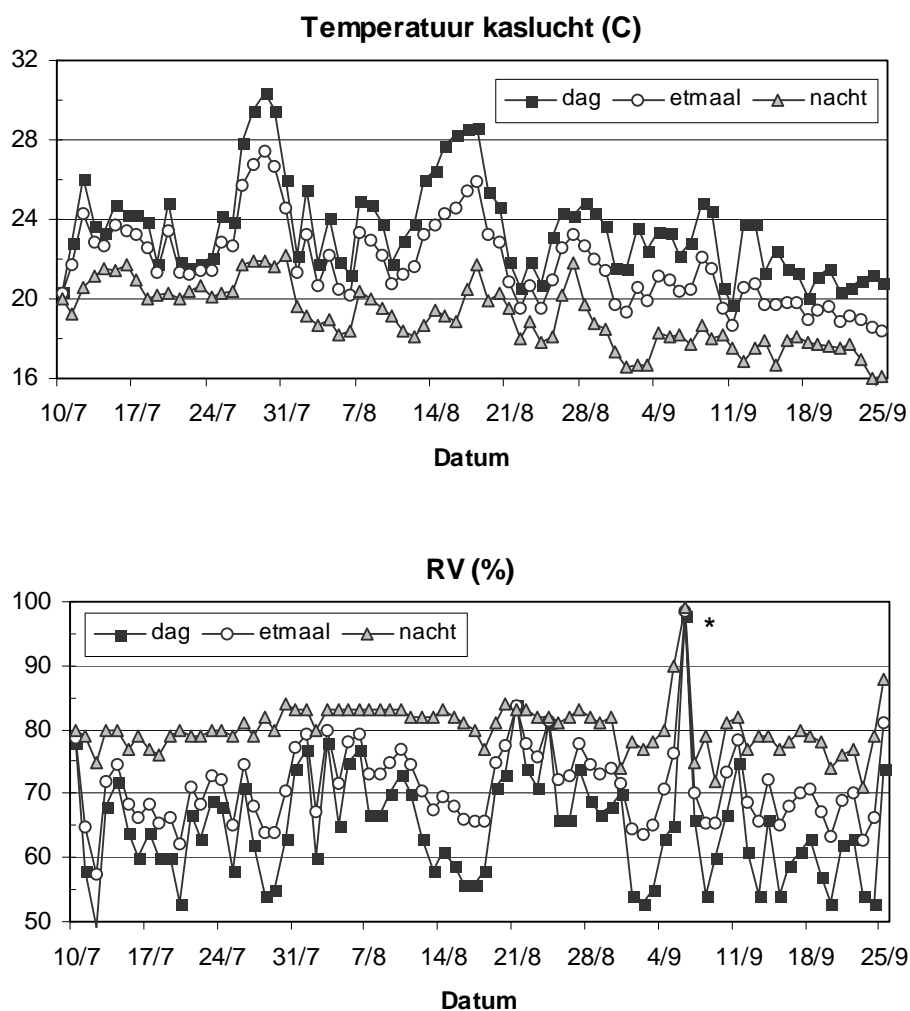 Temperatuur kaslucht (C)
32
28
24
20
16
dag etmaal nacht
10/7 17/7 24/7 31/7 7/8 14/8 21/8 28/8 4/9 11/9 18/9 25/9
Datum
RV (%)
100
90
80
70
60
50
dag etmaal nacht
*
10/7 17/7 24/7 31/7 7/8 14/8 21/8 28/8 4/9 11/9 18/9 25/9
Datum